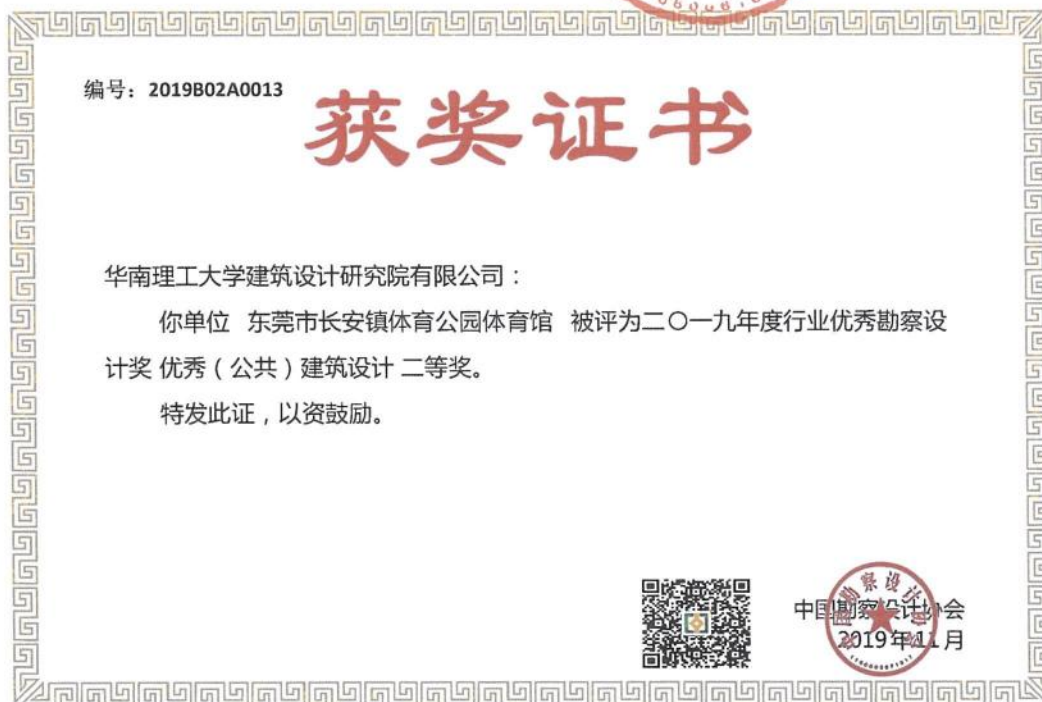 编号：2019B02A0013
获奖证书
华南理工大学建筑设计研究院有限公司：
你单位 东莞市长安镇体育公园体育馆 被评为二〇一九年度行业优秀勘察设
计奖 优秀（公共）建筑设计 二等奖。
特发此证，以资鼓励。
中国勘察设计协会
2019年11月